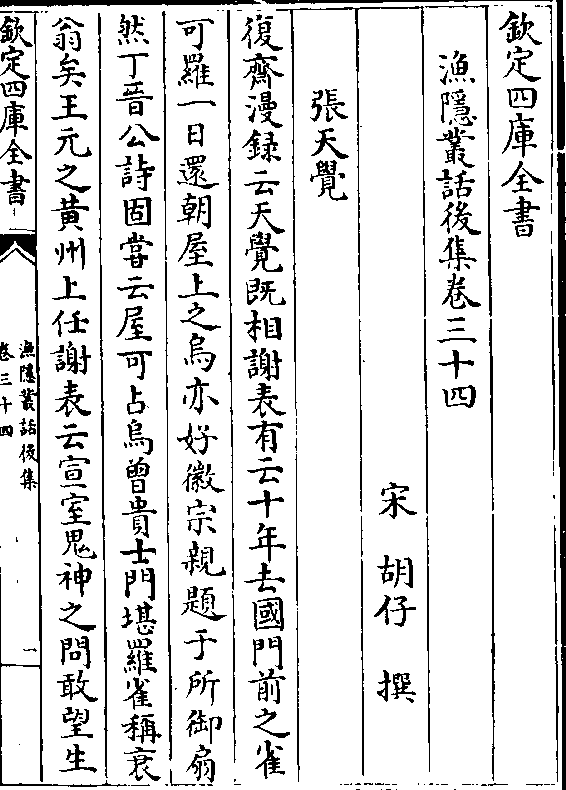 欽定四庫全書
漁隱叢話後集卷三十四
宋 胡仔 撰
張天覺
復齋漫録云天覺既相謝表有云十年去國門前之雀
可羅一日還朝屋上之烏亦好徽宗親題于所御扇
然丁晉公詩固嘗云屋可占烏曾貴士門堪羅雀稱衰
翁矣王元之黄州上任謝表云宣室鬼神之問敢望生
欽定四庫全書
漁隱叢話後集
卷三十四
一